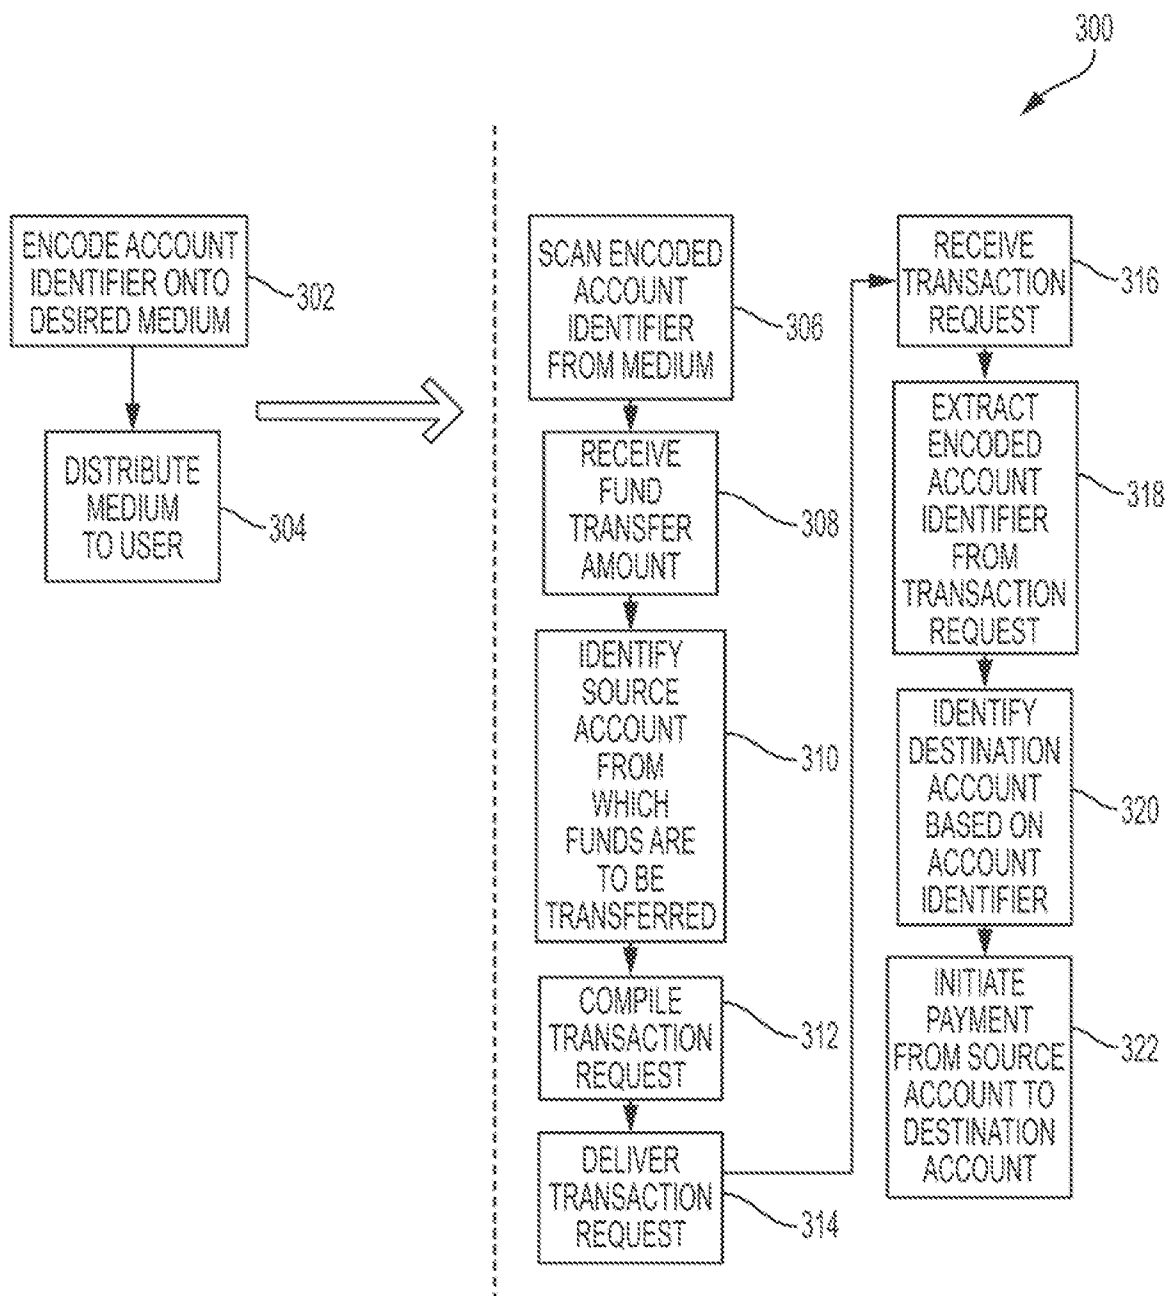 300
ENCODE ACCOUNT
IDENTIFIER ONTO
DESIRED MEDIUM
302
DISTRIBUTE
MEDIUM
TO USER
304
SCAN ENCODED
ACCOUNT
IDENTIFIER
FROM MEDIUM
306
RECEIVE
FUND
TRANSFER
AMOUNT
308
IDENTIFY
SOURCE
ACCOUNT
FROM
WHICH
FUNDS ARE
TO BE
TRANSFERRED
310
COMPILE
TRANSACTION
REQUEST
312
DELIVER
TRANSACTION
REQUEST
314
RECEIVE
TRANSACTION
REQUEST
316
EXTRACT
ENCODED
ACCOUNT
IDENTIFIER
FROM
TRANSACTION
REQUEST
318
IDENTIFY
DESTINATION
ACCOUNT
BASED ON
ACCOUNT
IDENTIFIER
320
INITIATE
PAYMENT
FROM SOURCE
ACCOUNT TO
DESTINATION
ACCOUNT
322